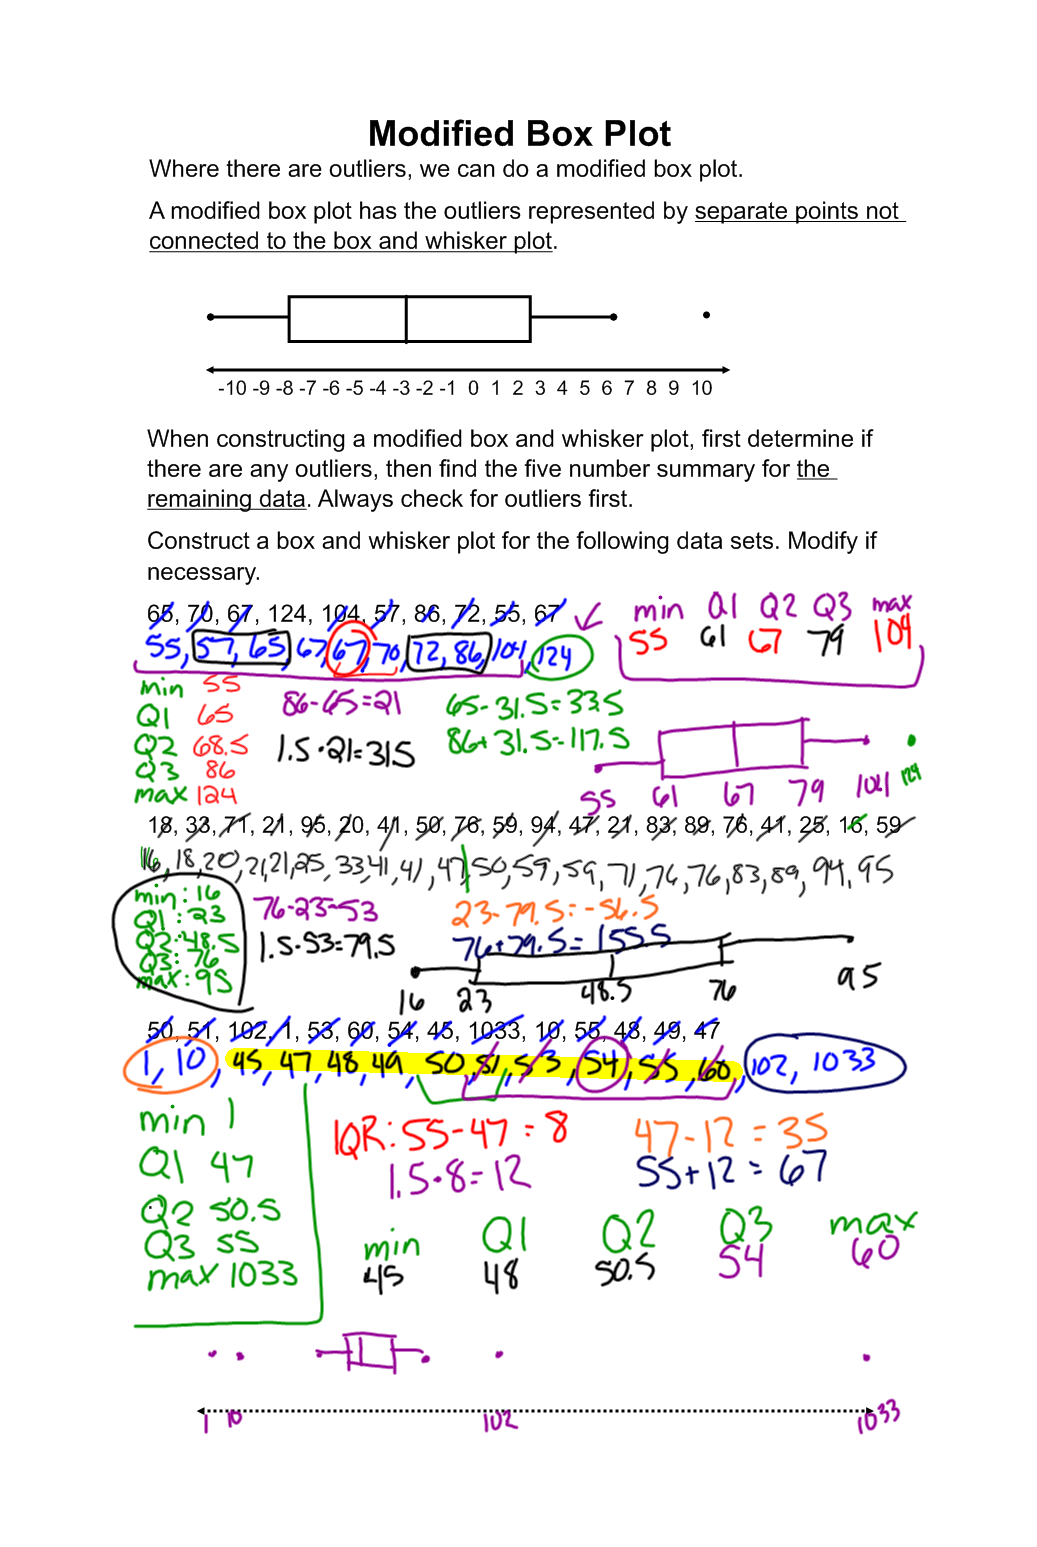 Modified Box Plot
Where there are outliers, we can do a modified box plot.
A modified box plot has the outliers represented by separate points not
connected to the box and whisker plot.
-10 -9 -8 -7 -6 -5 -4 -3 -2 -1 0 1 2 3 4 5 6 7 8 9 10
When constructing a modified box and whisker plot, first determine if
there are any outliers, then find the five number summary for the
remaining data. Always check for outliers first.
Construct a box and whisker plot for the following data sets. Modify if
necessary.
65, 70, 67, 124, 104, 57, 86, 72, 55, 67
min Q1 Q2 Q3 max
55 61 67 79 104
55, 57, 65, 67, 67, 70, 72, 86, 104, 124
min 55
Q1 65
Q2 68.5
Q3 86
max 124
86-65=21
1.5·21=31.5
65-31.5=33.5
86+31.5=117.5
55 61 67 79 104 124
18, 33, 71, 21, 95, 20, 41, 50, 76, 59, 94, 47, 21, 83, 89, 76, 41, 25, 16, 59
16, 18, 20, 21, 21, 25, 33, 41, 41, 47, 50, 59, 59, 71, 76, 76, 83, 89, 94, 95
min: 16
Q1: 23
Q2: 48.5
Q3: 76
max: 95
76-23=53
1.5·53=79.5
23-79.5=-56.5
76+79.5=155.5
16 23 48.5 76 95
50, 51, 102, 1, 53, 60, 54, 45, 1033, 10, 55, 48, 49, 47
1, 10, 45, 47, 48, 49, 50, 51, 53, 54, 55, 60, 102, 1033
min 1
Q1 47
Q2 50.5
Q3 55
max 1033
IQR: 55-47=8
1.5·8=12
47-12=35
55+12=67
min Q1 Q2 Q3 max
45 48 50.5 54 60
1 10 102 1033